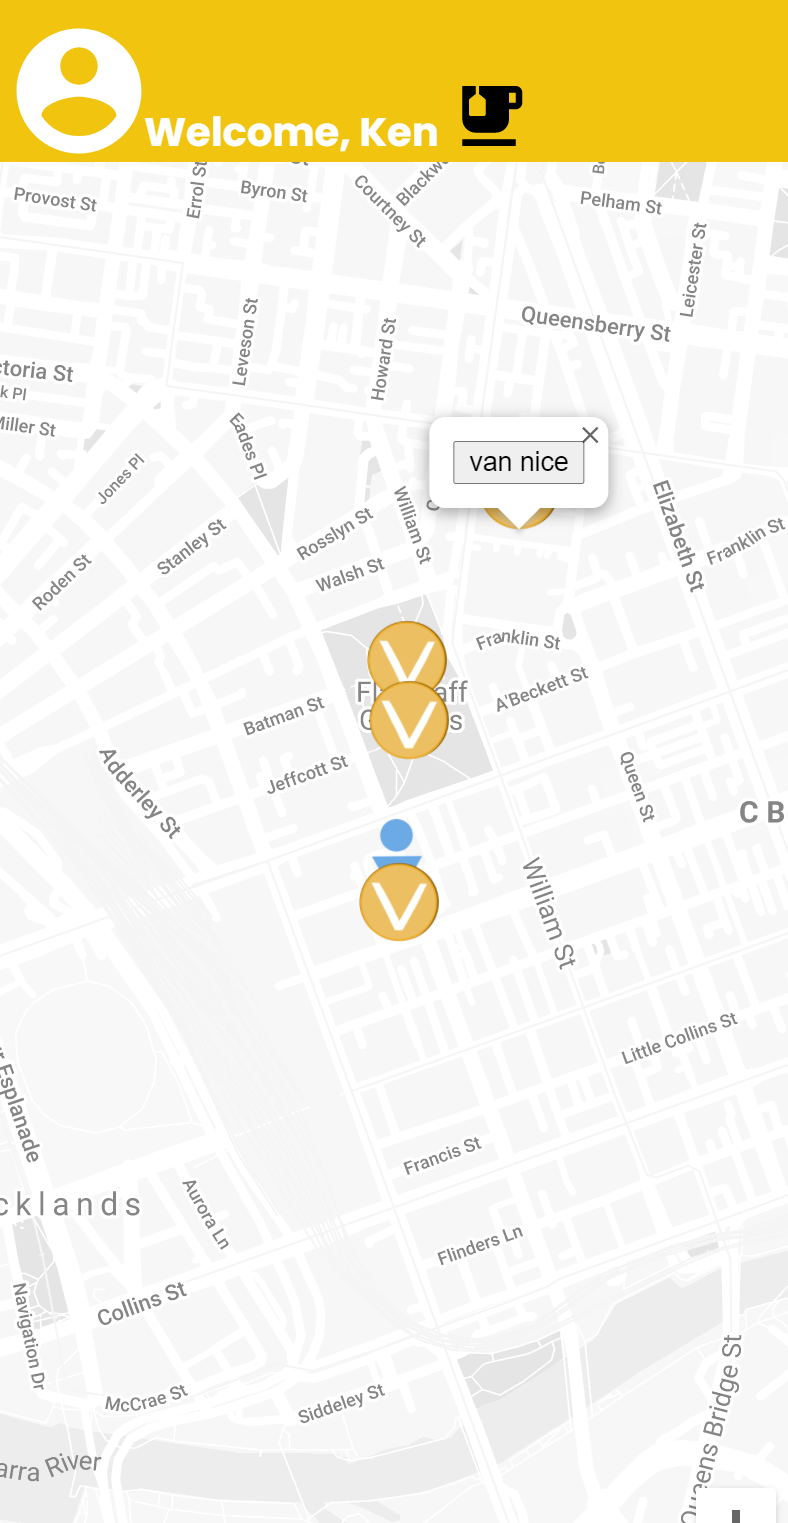 Welcome, Ken
Provost St
Errol St
Byron St
Courtney St
Pelham St
Leicester St
Queensberry St
Leveson St
Howard St
ctoria St
k Pl
Miller St
Eades Pl
Jones Pl
van nice
Elizabeth St
William St
Rosslyn St
Stanley St
Franklin St
Roden St
Walsh St
Franklin St
A'Beckett St
V
V
Batman St
Jeffcott St
Adderley St
Queen St
CB
V
William St
Little Collins St
r Esplanade
Francis St
cklands
Aurora Ln
Flinders Ln
Navigation Dr
Collins St
McCrae St
Siddeley St
Queens Bridge St
arra River